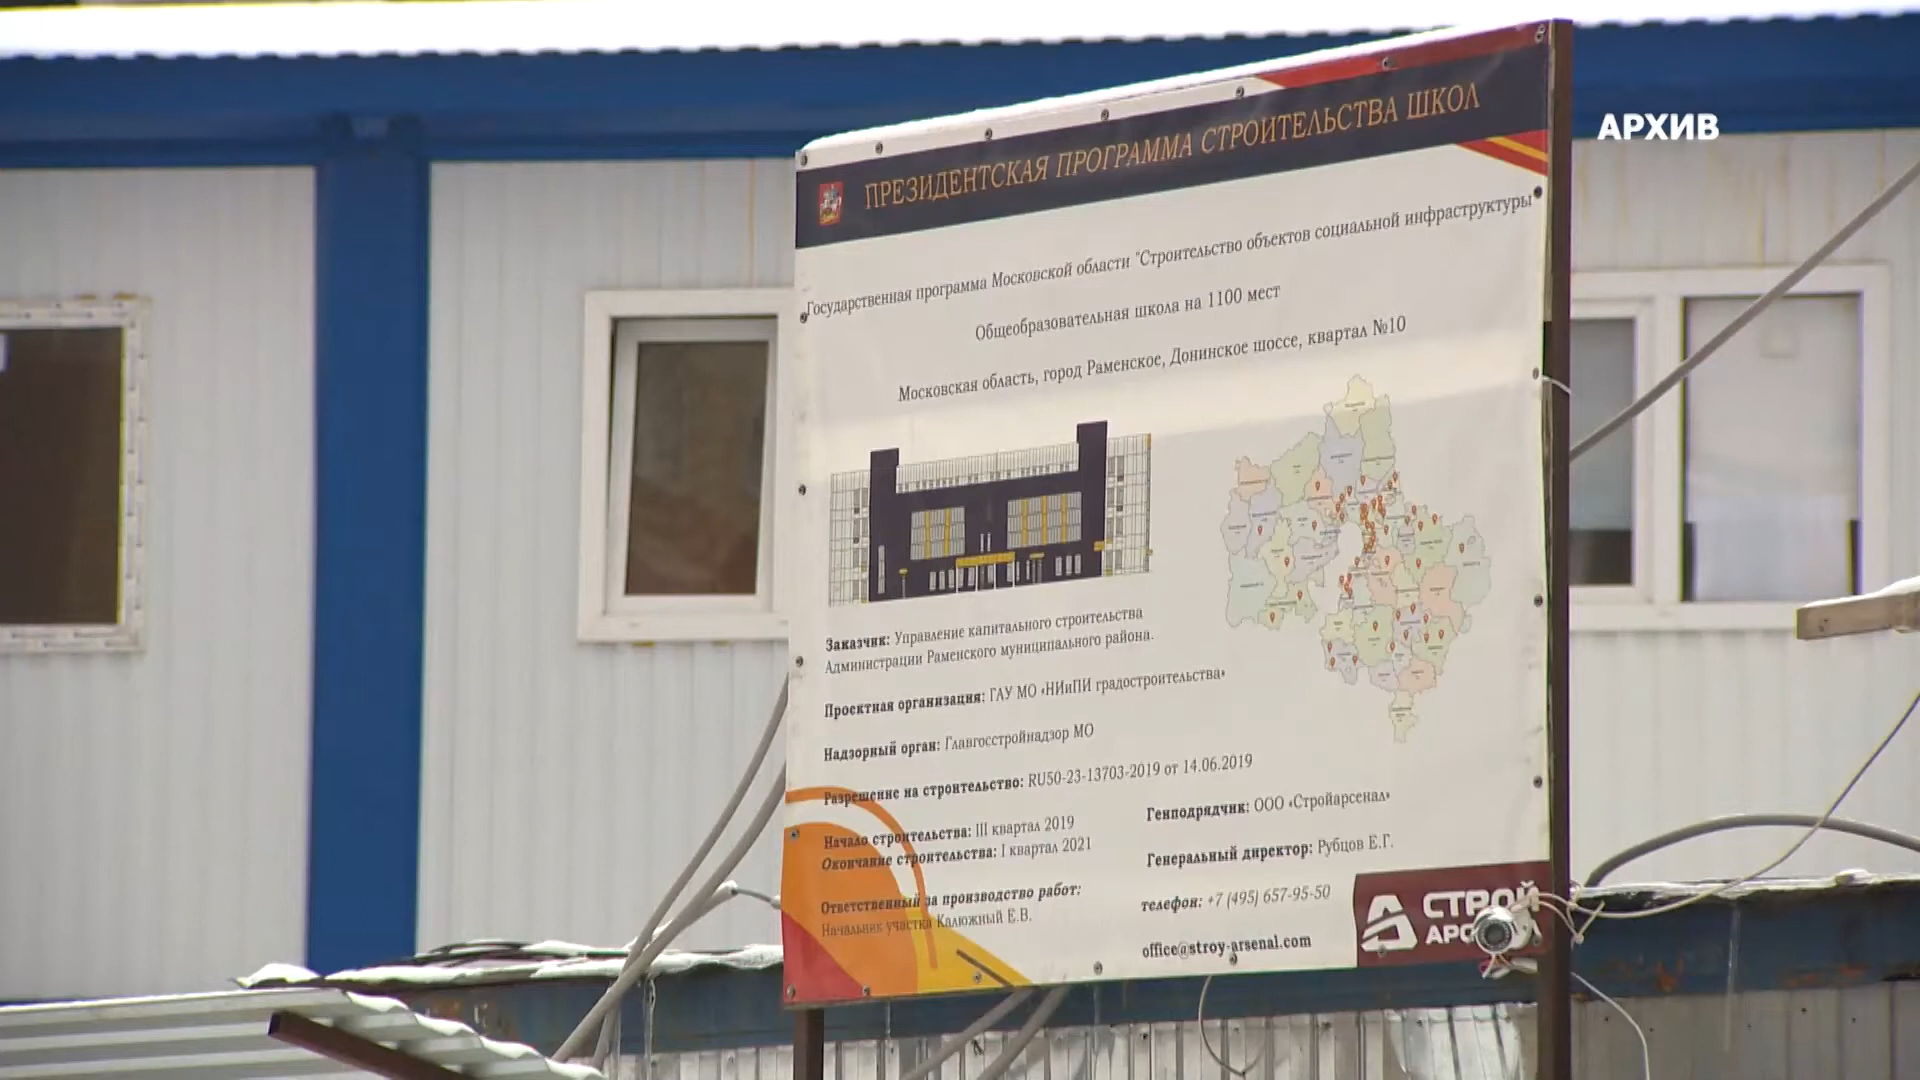 АРХИВ
ПРЕЗИДЕНТСКАЯ ПРОГРАММА СТРОИТЕЛЬСТВА ШКОЛ
Государственная программа Московской области "Строительство объектов социальной инфраструктуры"
Общеобразовательная школа на 1100 мест
Московская область, город Раменское, Донинское шоссе, квартал №10
Заказчик: Управление капитального строительства
Администрации Раменского муниципального района.
Проектная организация: ГАУ МО «НИиПИ градостроительства»
Надзорный орган: Главгосстройнадзор МО
Разрешение на строительство: RU50-23-13703-2019 от 14.06.2019
Начало строительства: III квартал 2019
Окончание строительства: I квартал 2021
Ответственный за производство работ:
Начальник участка Калюжный Е.В.
Генподрядчик: ООО «Стройарсенал»
Генеральный директор: Рубцов Е.Г.
телефон: +7 (495) 657-95-50
office@stroy-arsenal.com
СТРОЙ